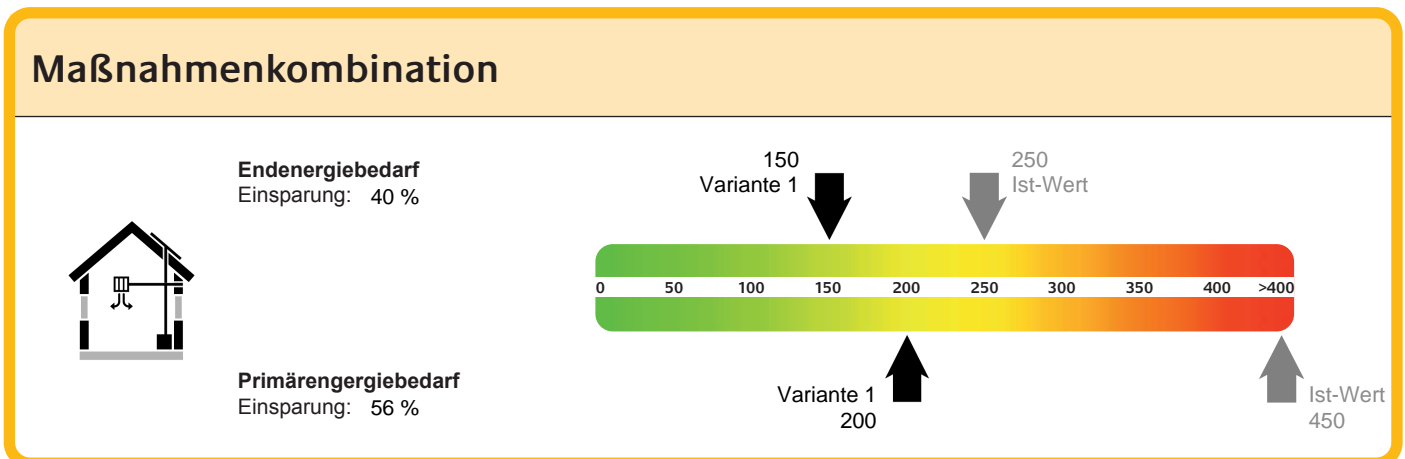 Maßnahmenkombination
Endenergiebedarf
Einsparung: 40 %
150
Variante 1
250
Ist-Wert
0 50 100 150 200 250 300 350 400 >400
Primärengergiebedarf
Einsparung: 56 %
Variante 1
200
Ist-Wert
450